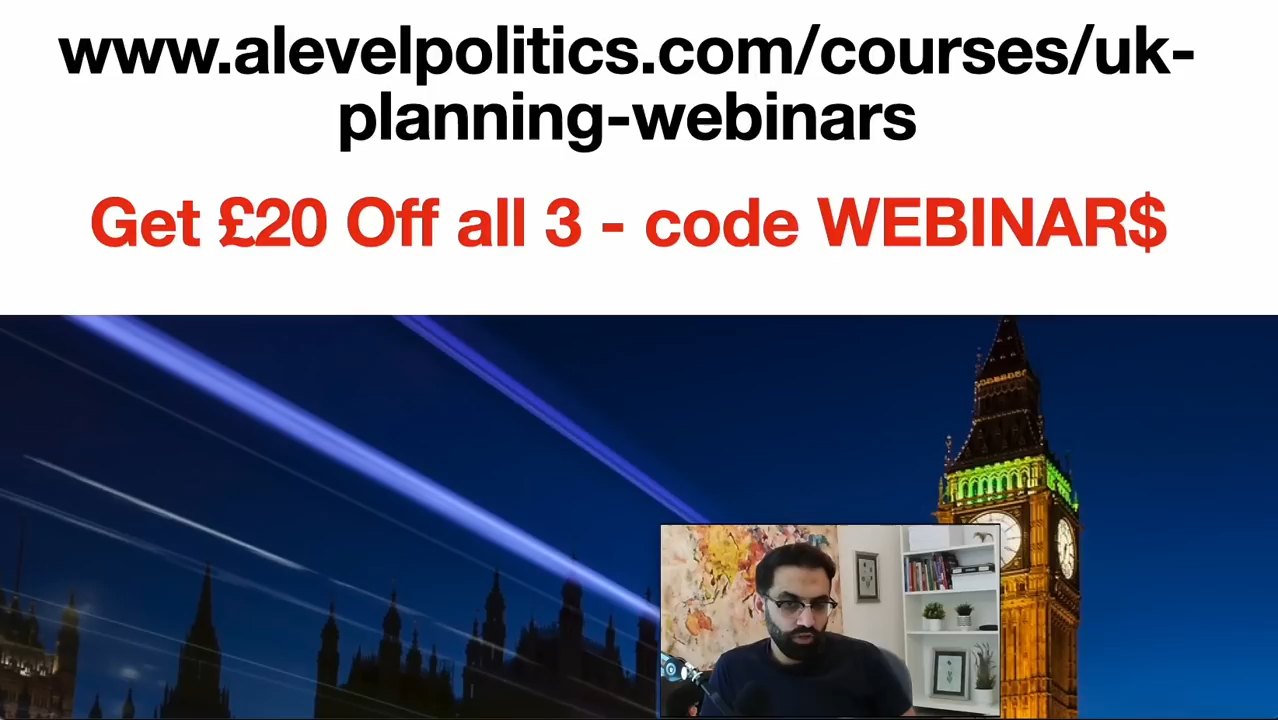 www.alevelpolitics.com/courses/uk-
planning-webinars
Get £20 Off all 3 - code WEBINAR$